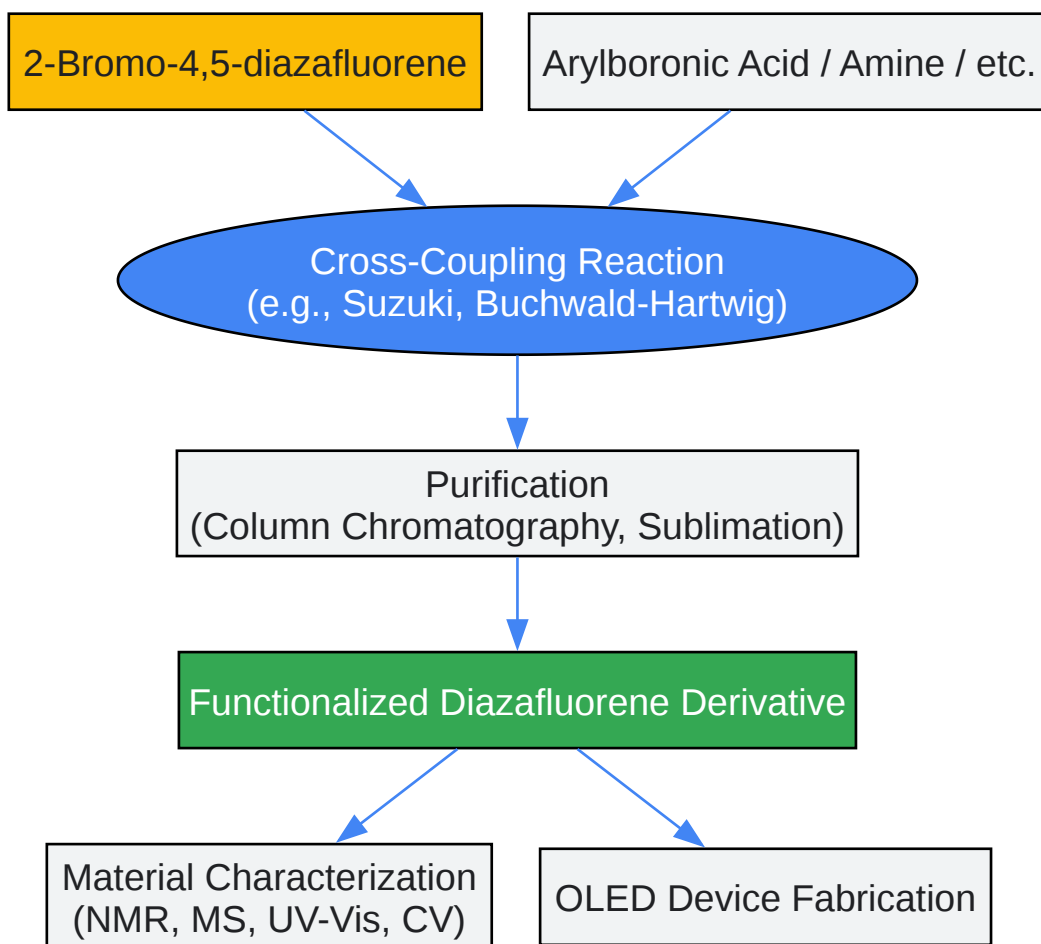 2-Bromo-4,5-diazafluorene
Arylboronic Acid / Amine / etc.
Cross-Coupling Reaction
(e.g., Suzuki, Buchwald-Hartwig)
Purification
(Column Chromatography, Sublimation)
Functionalized Diazafluorene Derivative
Material Characterization
(NMR, MS, UV-Vis, CV)
OLED Device Fabrication